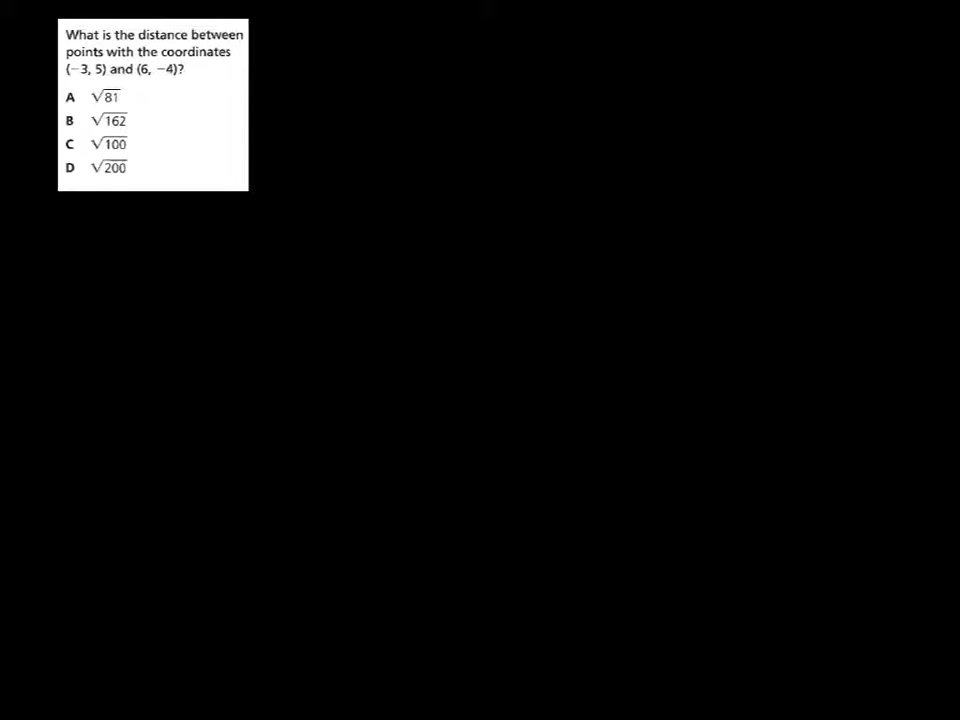 What is the distance between
points with the coordinates
(−3, 5) and (6, −4)?
A √81
B √162
C √100
D √200